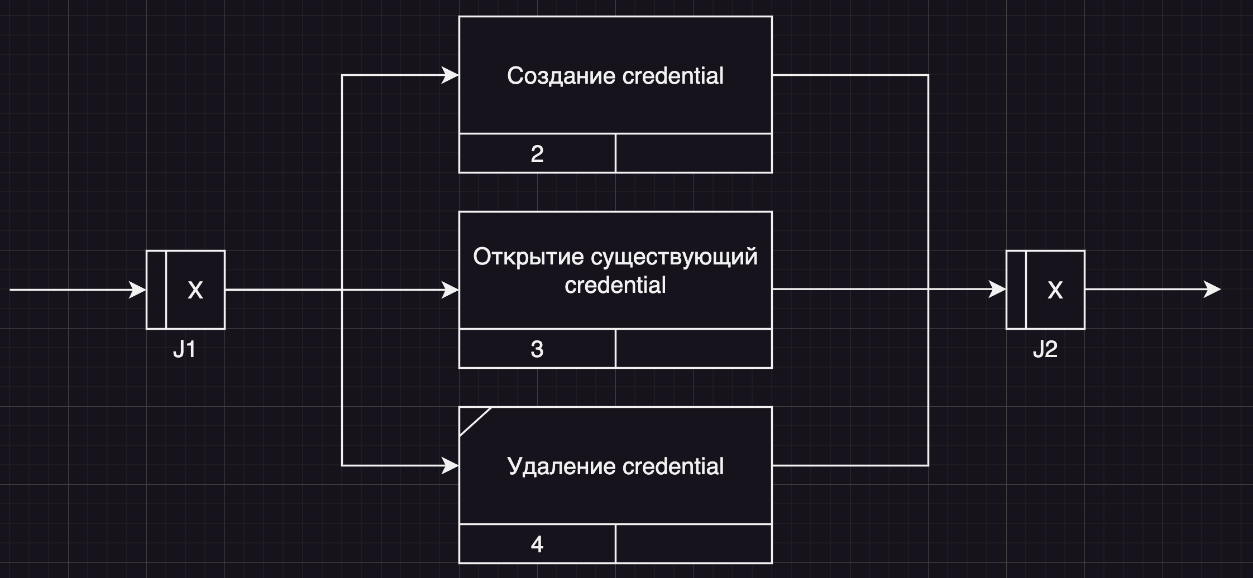 Создание credential
2
Открытие существующий
credential
3
X
J1
X
J2
Удаление credential
4